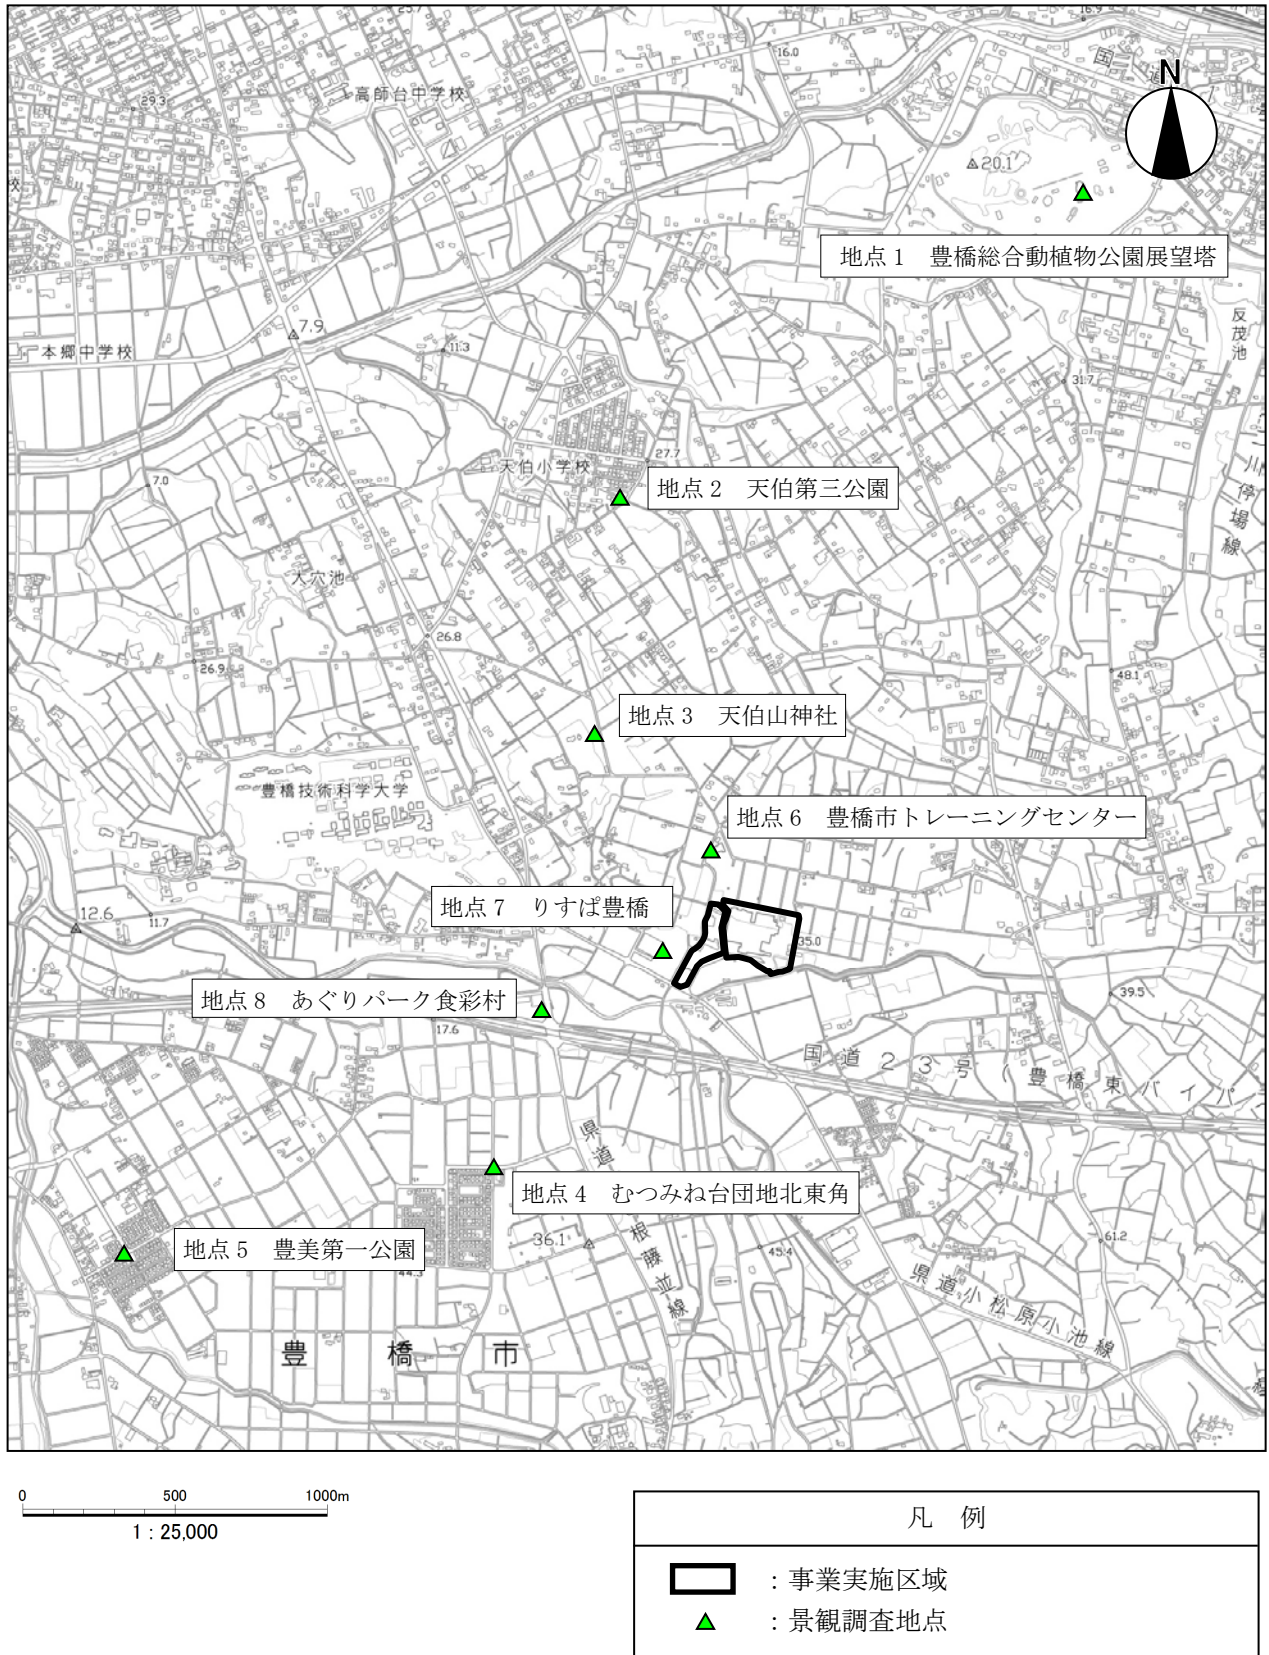 29.3
高師台中学校
16.0
16.9
国
道
N
20.1
校
地点1 豊橋総合動植物公園展望塔
7.9
本郷中学校
11.3
反茂池
31.7
天伯小学校
27.7
7.0
地点2 天伯第三公園
川停場線
大穴池
26.8
26.9
48.1
地点3 天伯山神社
豊橋技術科学大学
地点6 豊橋市トレーニングセンター
地点7 りすぱ豊橋
12.6
11.7
35.0
地点8 あぐりパーク食彩村
39.5
17.6
国道23号(豊橋東バイパ
県道
根藤並線
地点4 むつみね台団地北東角
地点5 豊美第一公園
36.1
45.4
61.2
44.3
県道小松原小池線
豊橋市
0 500 1000m
1:25,000
凡 例
:事業実施区域
:景観調査地点